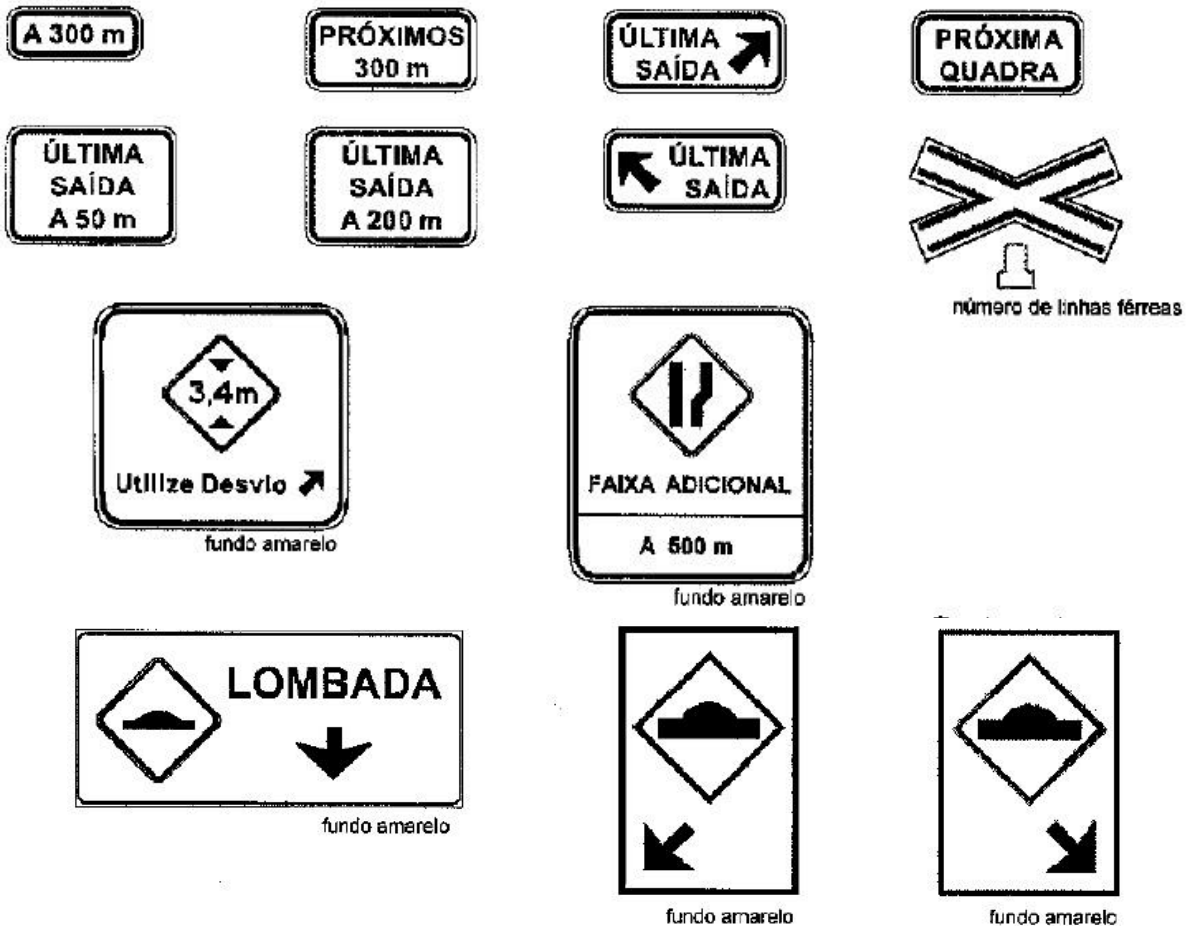 A 300 m
PRÓXIMOS
300 m
ÚLTIMA
SAÍDA
PRÓXIMA
QUADRA
ÚLTIMA
SAÍDA
A 50 m
ÚLTIMA
SAÍDA
A 200 m
ÚLTIMA
SAÍDA
número de linhas férreas
3,4m
Utilize Desvio
fundo amarelo
FAIXA ADICIONAL
A 500 m
fundo amarelo
LOMBADA
fundo amarelo
fundo amarelo
fundo amarelo